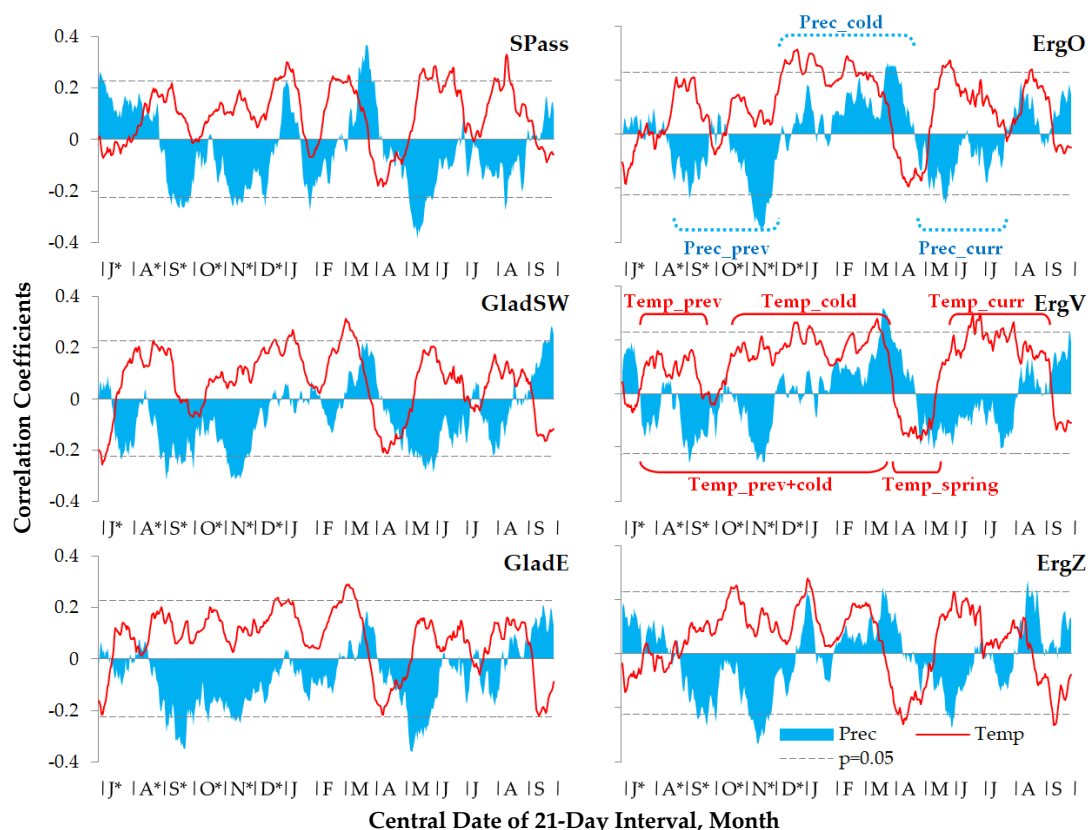 Correlation Coefficients
SPass
0.4
0.2
0
-0.2
-0.4
|J* |A*|S*|O*|N*|D*|J |F |M |A |M |J |J |A |S |
ErgO
Prec_cold
Prec_prev
Prec_curr
|J* |A*|S*|O*|N*|D*|J |F |M |A |M |J |J |A |S |
GladSW
0.4
0.2
0
-0.2
-0.4
|J* |A*|S*|O*|N*|D*|J |F |M |A |M |J |J |A |S |
ErgV
Temp_prev Temp_cold Temp_curr
Temp_prev+cold Temp_spring
|J* |A*|S*|O*|N*|D*|J |F |M |A |M |J |J |A |S |
GladE
0.4
0.2
0
-0.2
-0.4
|J* |A*|S*|O*|N*|D*|J |F |M |A |M |J |J |A |S |
ErgZ
Prec Temp
p=0.05
|J* |A*|S*|O*|N*|D*|J |F |M |A |M |J |J |A |S |
Central Date of 21-Day Interval, Month